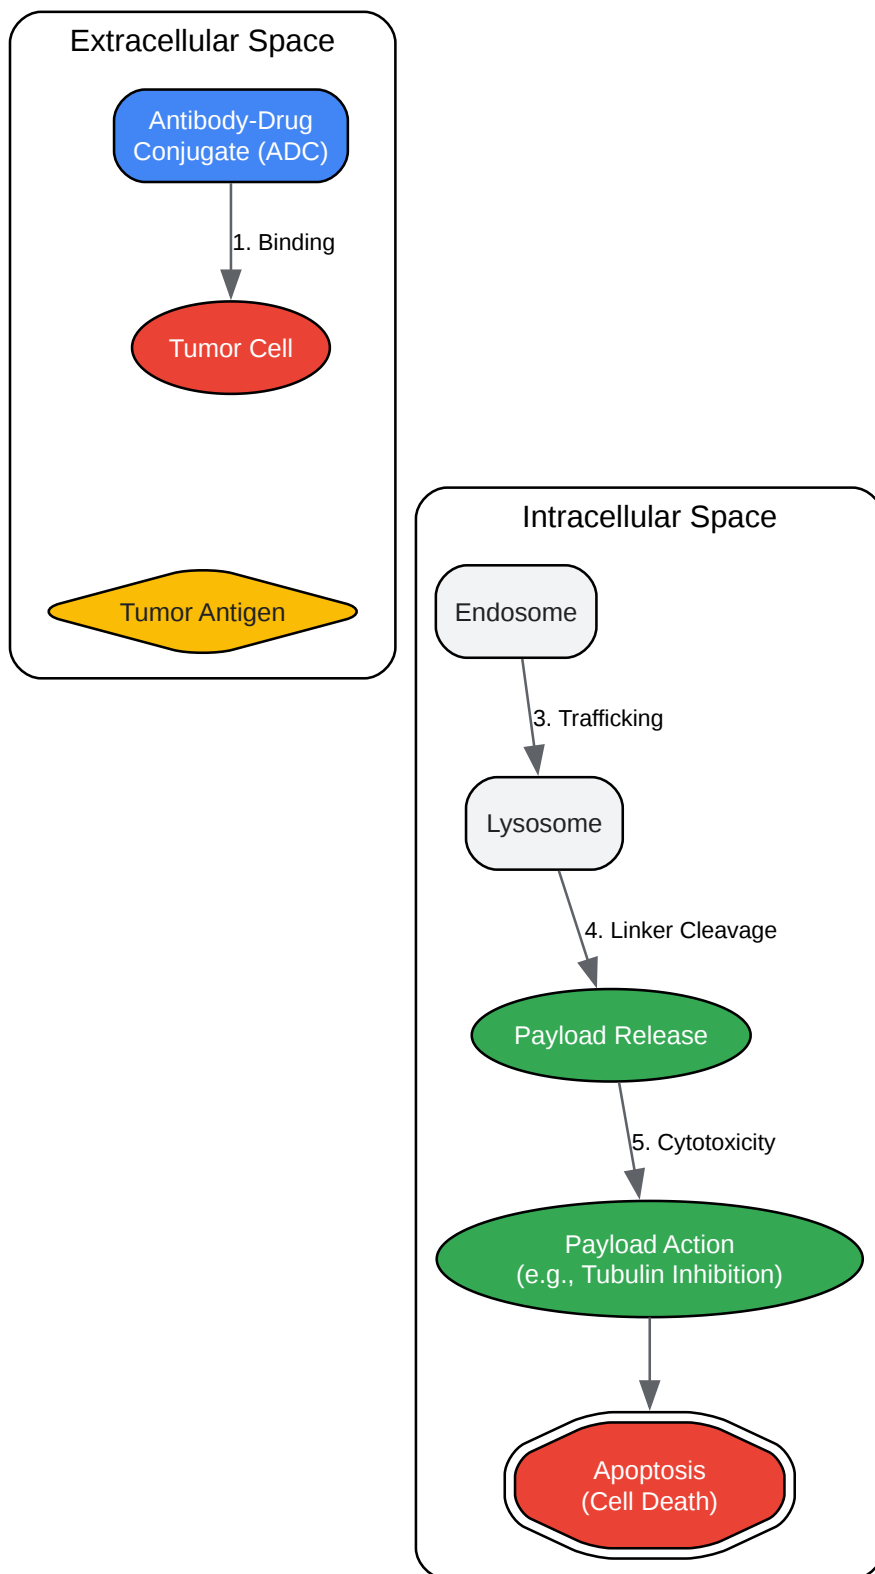 Extracellular Space
Antibody-Drug
Conjugate (ADC)
1. Binding
Tumor Cell
Tumor Antigen
Intracellular Space
Endosome
3. Trafficking
Lysosome
4. Linker Cleavage
Payload Release
5. Cytotoxicity
Payload Action
(e.g., Tubulin Inhibition)
Apoptosis
(Cell Death)